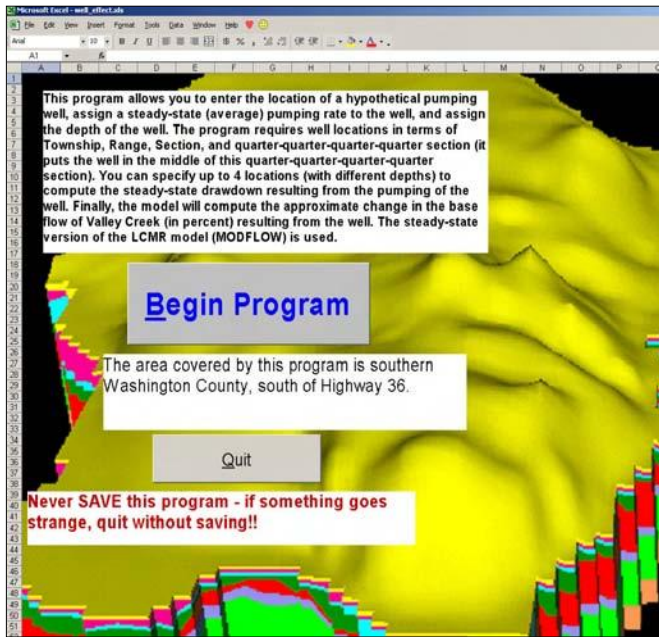 Microsoft Excel - well_effect.xls
File Edit View Insert Format Tools Data Window Help
Arial 10 B I U $ % ,
A1 fx
A B C D E F G H I J K L M N O P
This program allows you to enter the location of a hypothetical pumping
well, assign a steady-state (average) pumping rate to the well, and assign
the depth of the well. The program requires well locations in terms of
Township, Range, Section, and quarter-quarter-quarter-quarter section (it
puts the well in the middle of this quarter-quarter-quarter-quarter
section). You can specify up to 4 locations (with different depths) to
compute the steady-state drawdown resulting from the pumping of the
well. Finally, the model will compute the approximate change in the base
flow of Valley Creek (in percent) resulting from the well. The steady-state
version of the LCMR model (MODFLOW) is used.
Begin Program
The area covered by this program is southern
Washington County, south of Highway 36.
Quit
Never SAVE this program - if something goes
strange, quit without saving!!